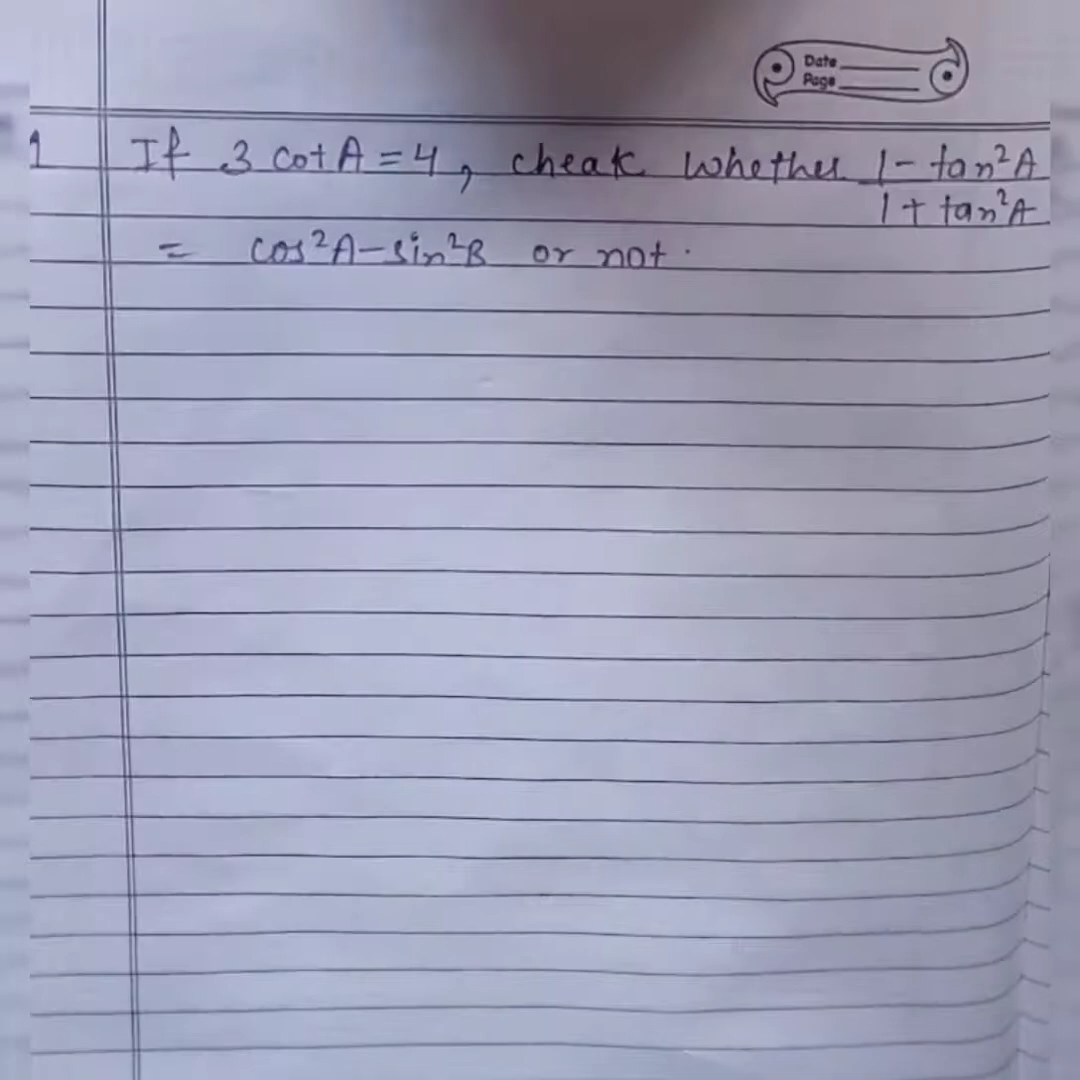 Date
Page
1 If 3 cot A = 4, cheak whether 1 - tan²A
1 + tan²A
= cos²A - sin²B or not.